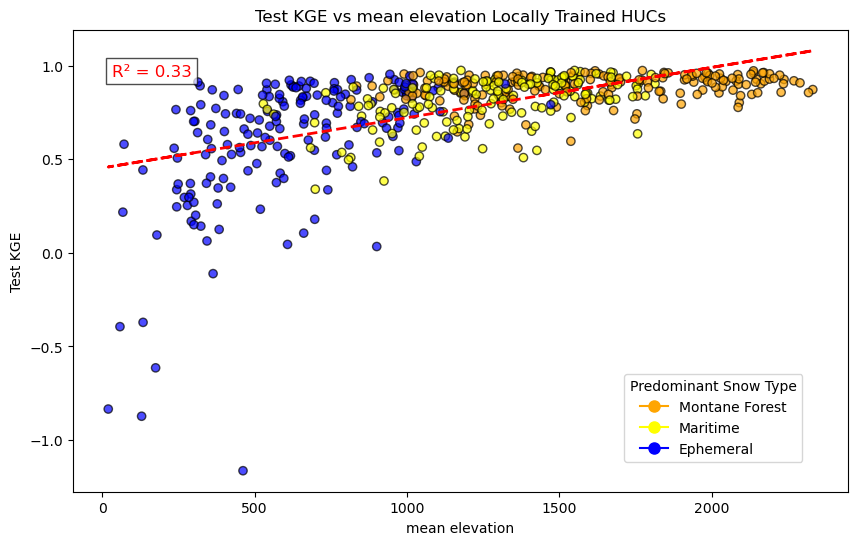 Test KGE vs mean elevation Locally Trained HUCs
R² = 0.33
1.0
0.5
0.0
−0.5
−1.0
Test KGE
0
500
1000
1500
2000
mean elevation
Predominant Snow Type
Montane Forest
Maritime
Ephemeral